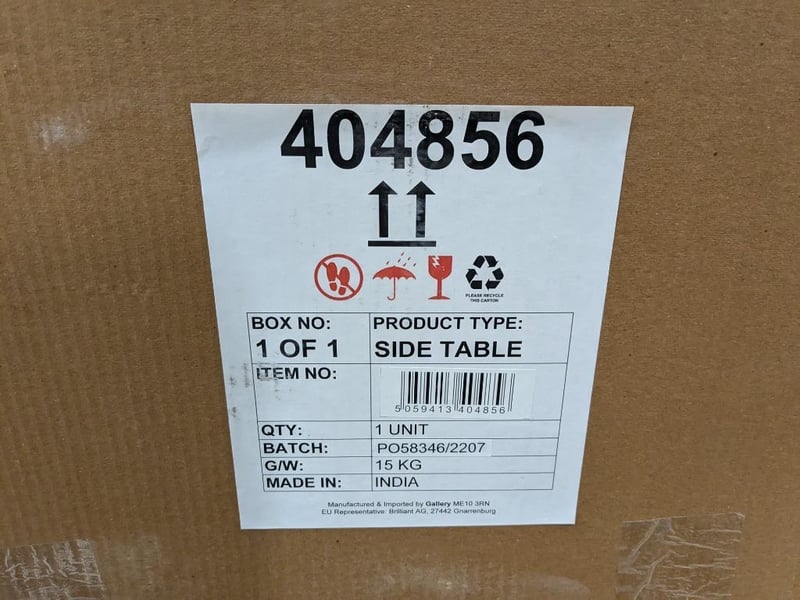 404856
PLEASE RECYCLE
THIS CARTON
BOX NO: PRODUCT TYPE:
1 OF 1 SIDE TABLE
ITEM NO:
5 059413 404856
QTY: 1 UNIT
BATCH: PO58346/2207
G/W: 15 KG
MADE IN: INDIA
Manufactured & Imported by Gallery ME10 3RN
EU Representative: Brilliant AG, 27442 Gnarrenburg